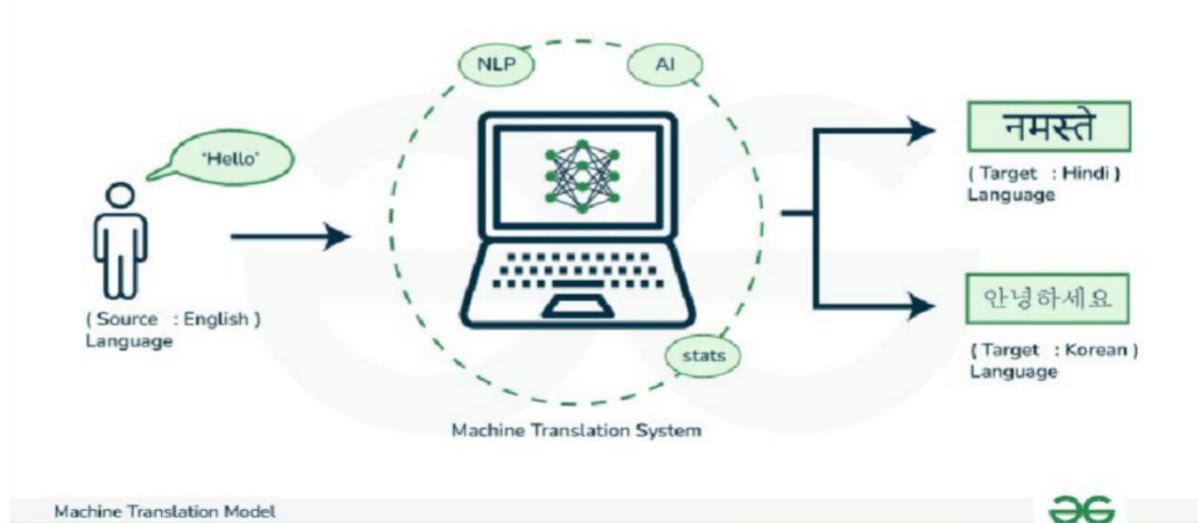 NLP
AI
"Hello"
( Source : English )
Language
stats
Machine Translation System
नमस्ते
( Target : Hindi )
Language
안녕하세요
( Target : Korean )
Language
Machine Translation Model